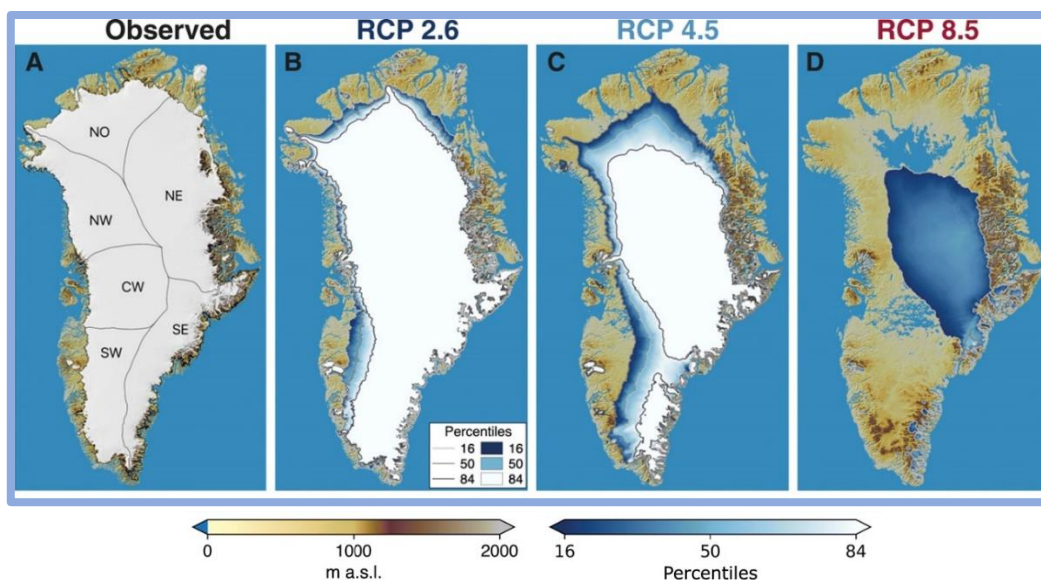 Observed
RCP 2.6
RCP 4.5
RCP 8.5
A
B
C
D
NO
NE
NW
CW
SE
SW
Percentiles
16 16
50 50
84 84
0 1000 2000
m a.s.l.
16 50 84
Percentiles